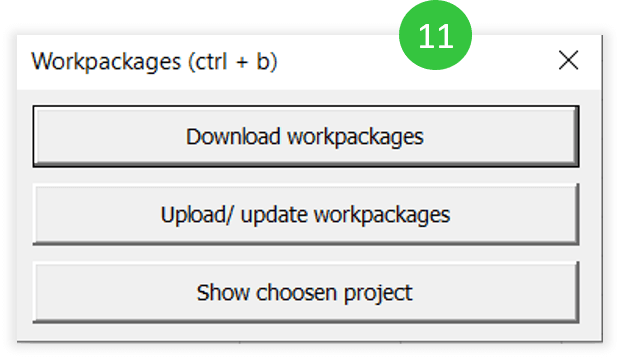 11
Workpackages (ctrl + b)
Download workpackages
Upload/ update workpackages
Show choosen project